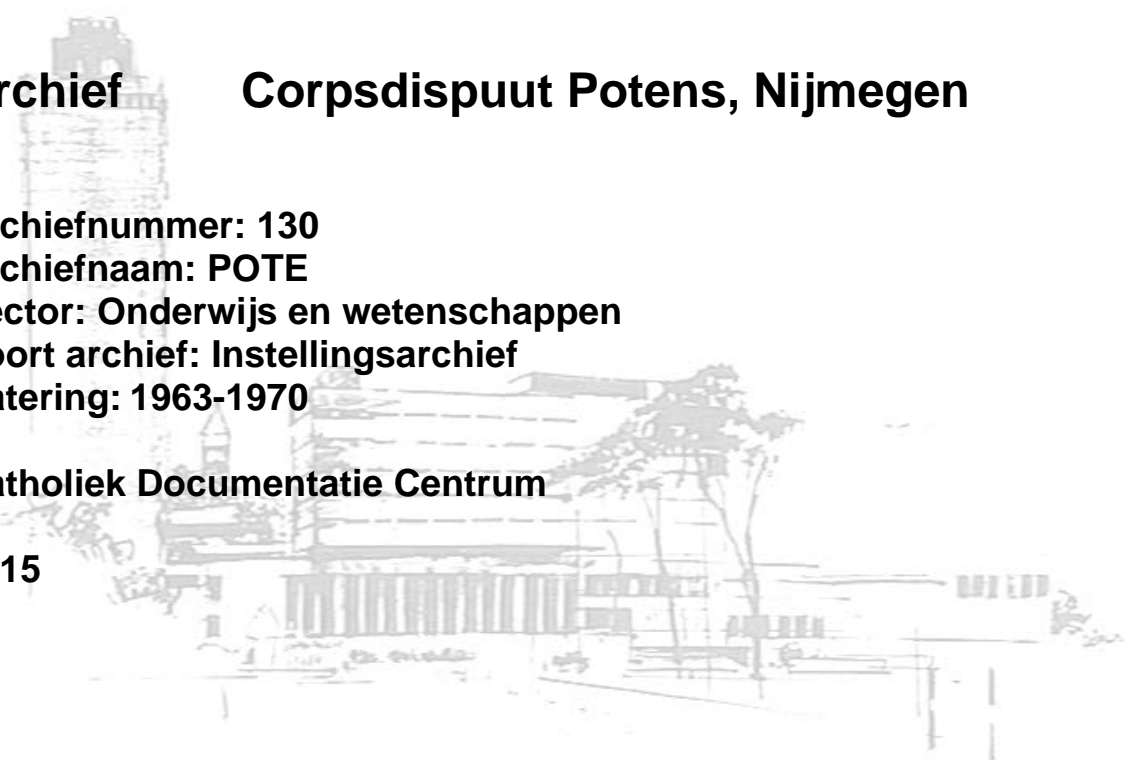 rchief Corpsdispuut Potens, Nijmegen
chiefnummer: 130
chiefnaam: POTE
ector: Onderwijs en wetenschappen
oort archief: Instellingsarchief
atering: 1963-1970
atholiek Documentatie Centrum
15